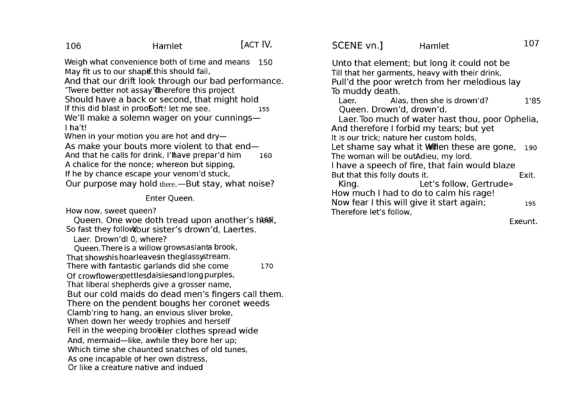 106 Hamlet [ACT IV.
Weigh what convenience both of time and means 150
May fit us to our shape. If this should fail,
And that our drift look through our bad performance.
'Twere better not assay'd. Therefore this project
Should have a back or second, that might hold
If this did blast in proof. Soft! let me see. 155
We'll make a solemn wager on your cunnings—
I ha't!
When in your motion you are hot and dry—
As make your bouts more violent to that end—
And that he calls for drink, I'll have prepar'd him 160
A chalice for the nonce; whereon but sipping,
If he by chance escape your venom'd stuck,
Our purpose may hold there.—But stay, what noise?
Enter Queen.
How now, sweet queen?
Queen. One woe doth tread upon another's heel, 165
So fast they follow. Your sister's drown'd, Laertes.
Laer. Drown'd! O, where?
Queen. There is a willow grows aslant a brook,
That shows his hoar leaves in the glassy stream.
There with fantastic garlands did she come 170
Of crowflowers, nettles, daisies, and long purples,
That liberal shepherds give a grosser name,
But our cold maids do dead men's fingers call them.
There on the pendent boughs her coronet weeds
Clamb'ring to hang, an envious sliver broke,
When down her weedy trophies and herself
Fell in the weeping brook. Her clothes spread wide
And, mermaid—like, awhile they bore her up;
Which time she chaunted snatches of old tunes,
As one incapable of her own distress,
Or like a creature native and indued
SCENE vn.] Hamlet 107
Unto that element; but long it could not be
Till that her garments, heavy with their drink,
Pull'd the poor wretch from her melodious lay
To muddy death.
Laer. Alas, then she is drown'd? 1'85
Queen. Drown'd, drown'd.
Laer. Too much of water hast thou, poor Ophelia,
And therefore I forbid my tears; but yet
It is our trick; nature her custom holds,
Let shame say what it will. When these are gone, 190
The woman will be out. Adieu, my lord.
I have a speech of fire, that fain would blaze
But that this folly douts it. Exit.
King. Let's follow, Gertrude»
How much I had to do to calm his rage!
Now fear I this will give it start again; 195
Therefore let's follow,
Exeunt.